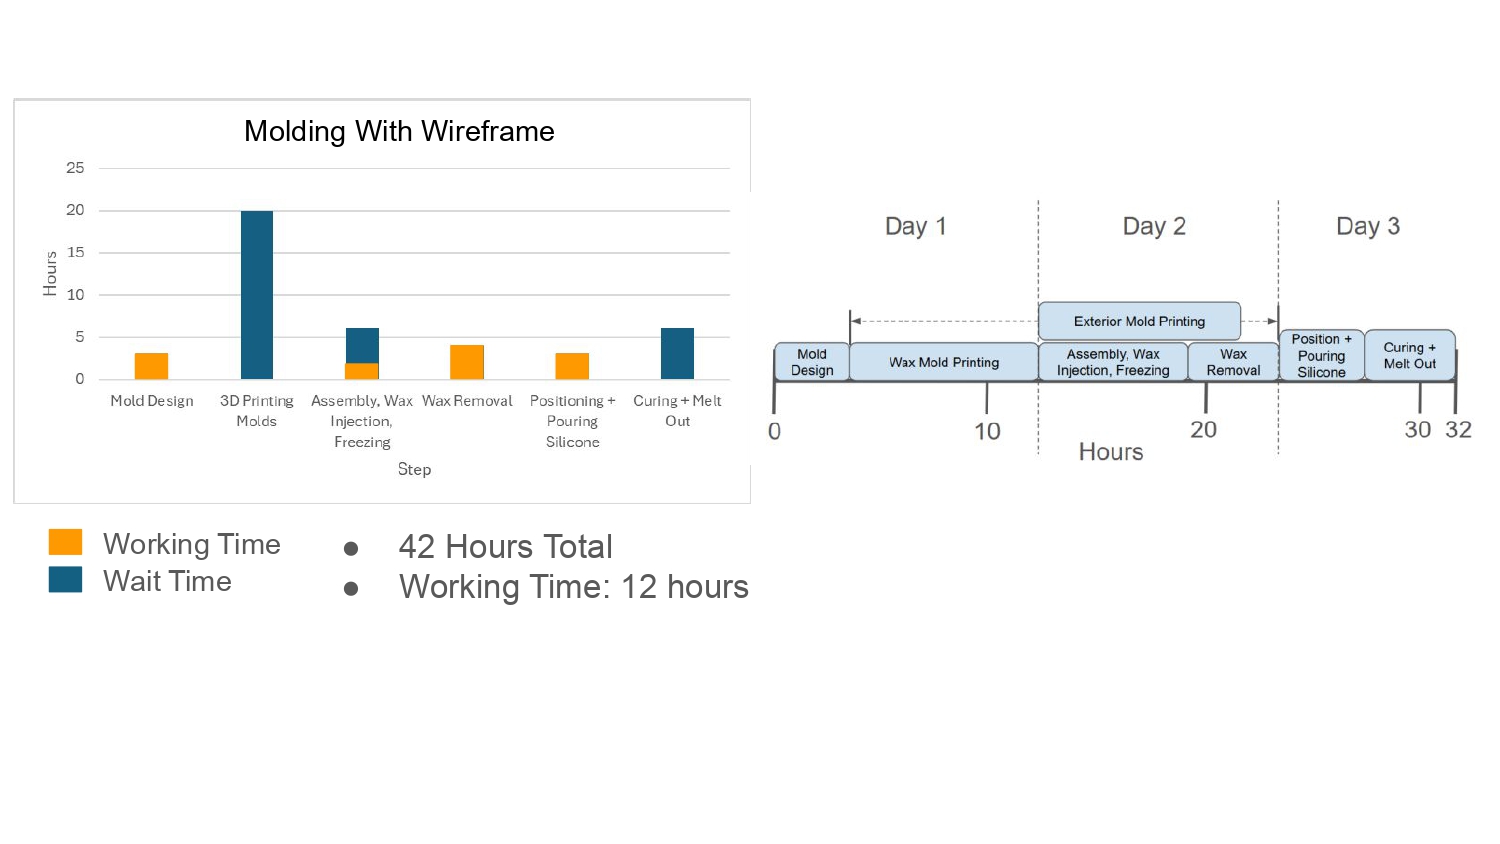 Molding With Wireframe
25
20
15
10
5
0
Hours
Mold Design
3D Printing
Molds
Assembly, Wax
Injection,
Freezing
Wax Removal
Positioning +
Pouring
Silicone
Curing + Melt
Out
Step
Working Time
Wait Time
● 42 Hours Total
● Working Time: 12 hours
Day 1
Day 2
Day 3
Exterior Mold Printing
Mold
Design
Wax Mold Printing
Assembly, Wax
Injection, Freezing
Wax
Removal
Position +
Pouring
Silicone
Curing +
Melt Out
0
10
20
30
32
Hours